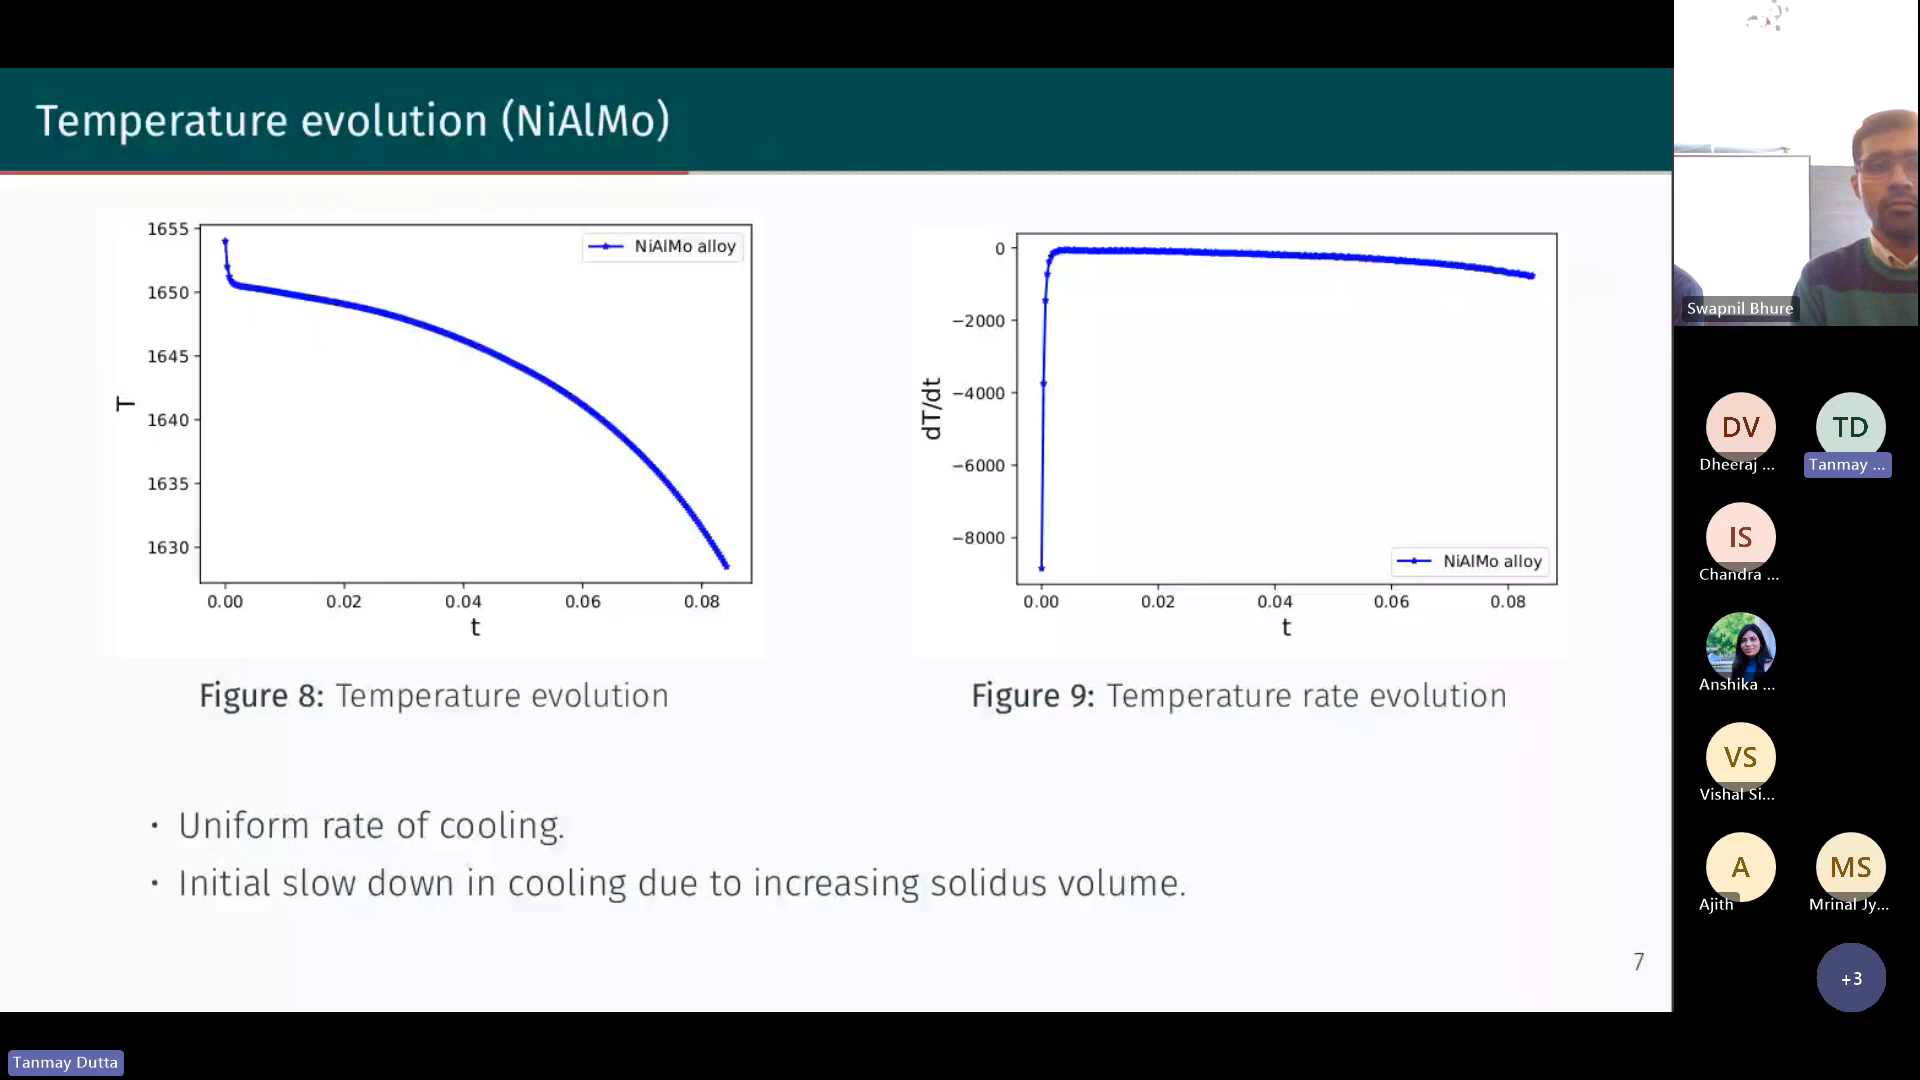 Temperature evolution (NiAlMo)
1655
1650
1645
1640
1635
1630
T
NiAlMo alloy
0.00 0.02 0.04 0.06 0.08
t
Figure 8: Temperature evolution
0
−2000
−4000
−6000
−8000
dT/dt
NiAlMo alloy
0.00 0.02 0.04 0.06 0.08
t
Figure 9: Temperature rate evolution
• Uniform rate of cooling.
• Initial slow down in cooling due to increasing solidus volume.
7
Swapnil Bhure
DV
Dheeraj ...
TD
Tanmay ...
IS
Chandra ...
Anshika ...
VS
Vishal Si...
A
Ajith
MS
Mrinal Jy...
+3
Tanmay Dutta